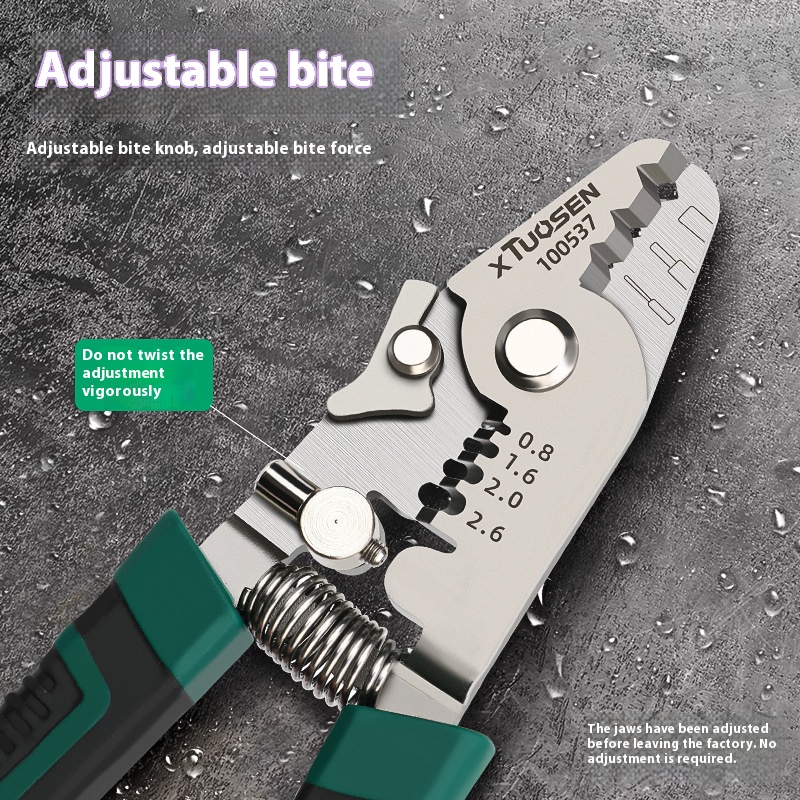 Adjustable bite
Adjustable bite knob, adjustable bite force
XTUOSEN
100537
Do not twist the
adjustment
vigorously
0.8
1.6
2.0
2.6
The jaws have been adjusted
before leaving the factory. No
adjustment is required.